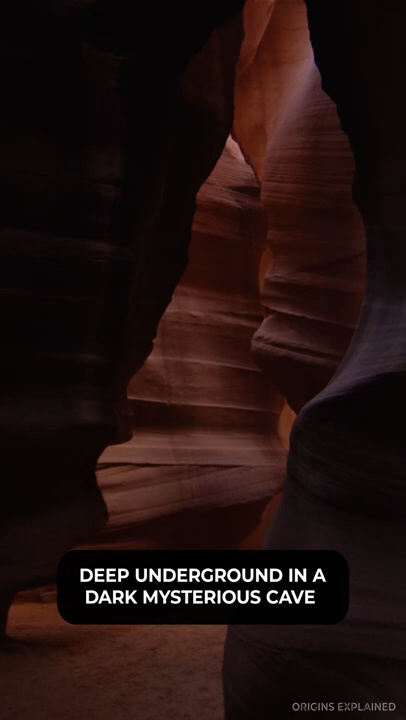 DEEP UNDERGROUND IN A
DARK MYSTERIOUS CAVE
ORIGINS EXPLAINED